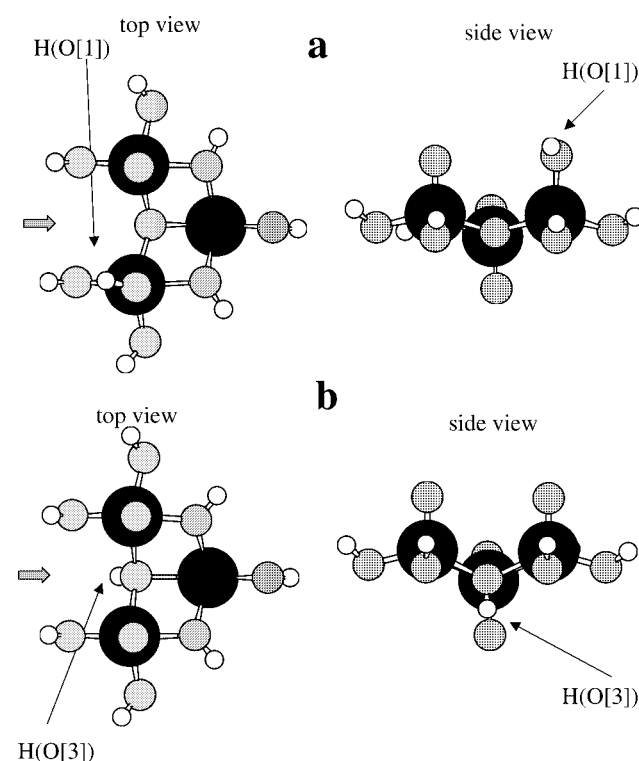 top view
a
side view
H(O[1])
H(O[1])
b
top view
side view
H(O[3])
H(O[3])